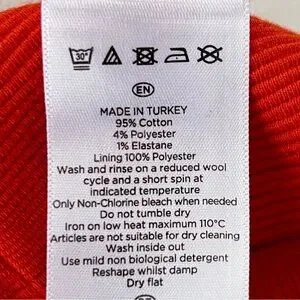 30°
EN
MADE IN TURKEY
95% Cotton
4% Polyester
1% Elastane
Lining 100% Polyester
Wash and rinse on a reduced wool
cycle and a short spin at
indicated temperature
Only Non-Chlorine bleach when needed
Do not tumble dry
Iron on low heat maximum 110°C
Articles are not suitable for dry cleaning
Wash inside out
Use mild non biological detergent
Reshape whilst damp
Dry flat